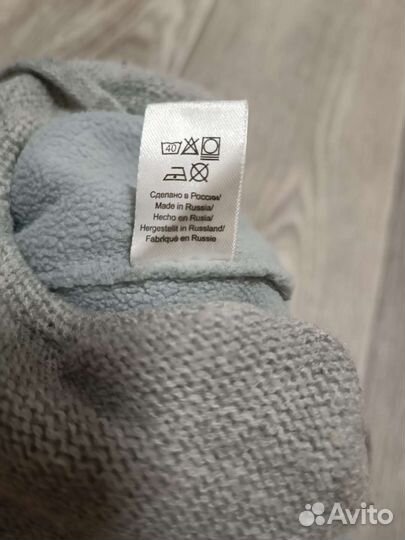 40
Сделано в России/
Made in Russia/
Hecho en Rusia/
Hergestellt in Russland/
Fabriqué en Russie
Avito